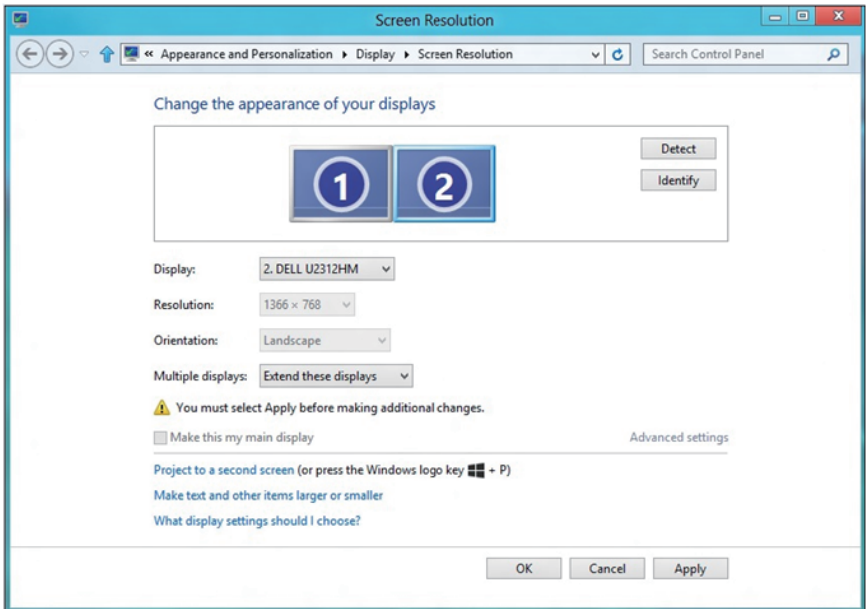 Screen Resolution
« Appearance and Personalization Display Screen Resolution Search Control Panel
Change the appearance of your displays
1 2
Detect
Identify
Display: 2. DELL U2312HM
Resolution: 1366 × 768
Orientation: Landscape
Multiple displays: Extend these displays
You must select Apply before making additional changes.
Make this my main display Advanced settings
Project to a second screen (or press the Windows logo key + P)
Make text and other items larger or smaller
What display settings should I choose?
OK Cancel Apply